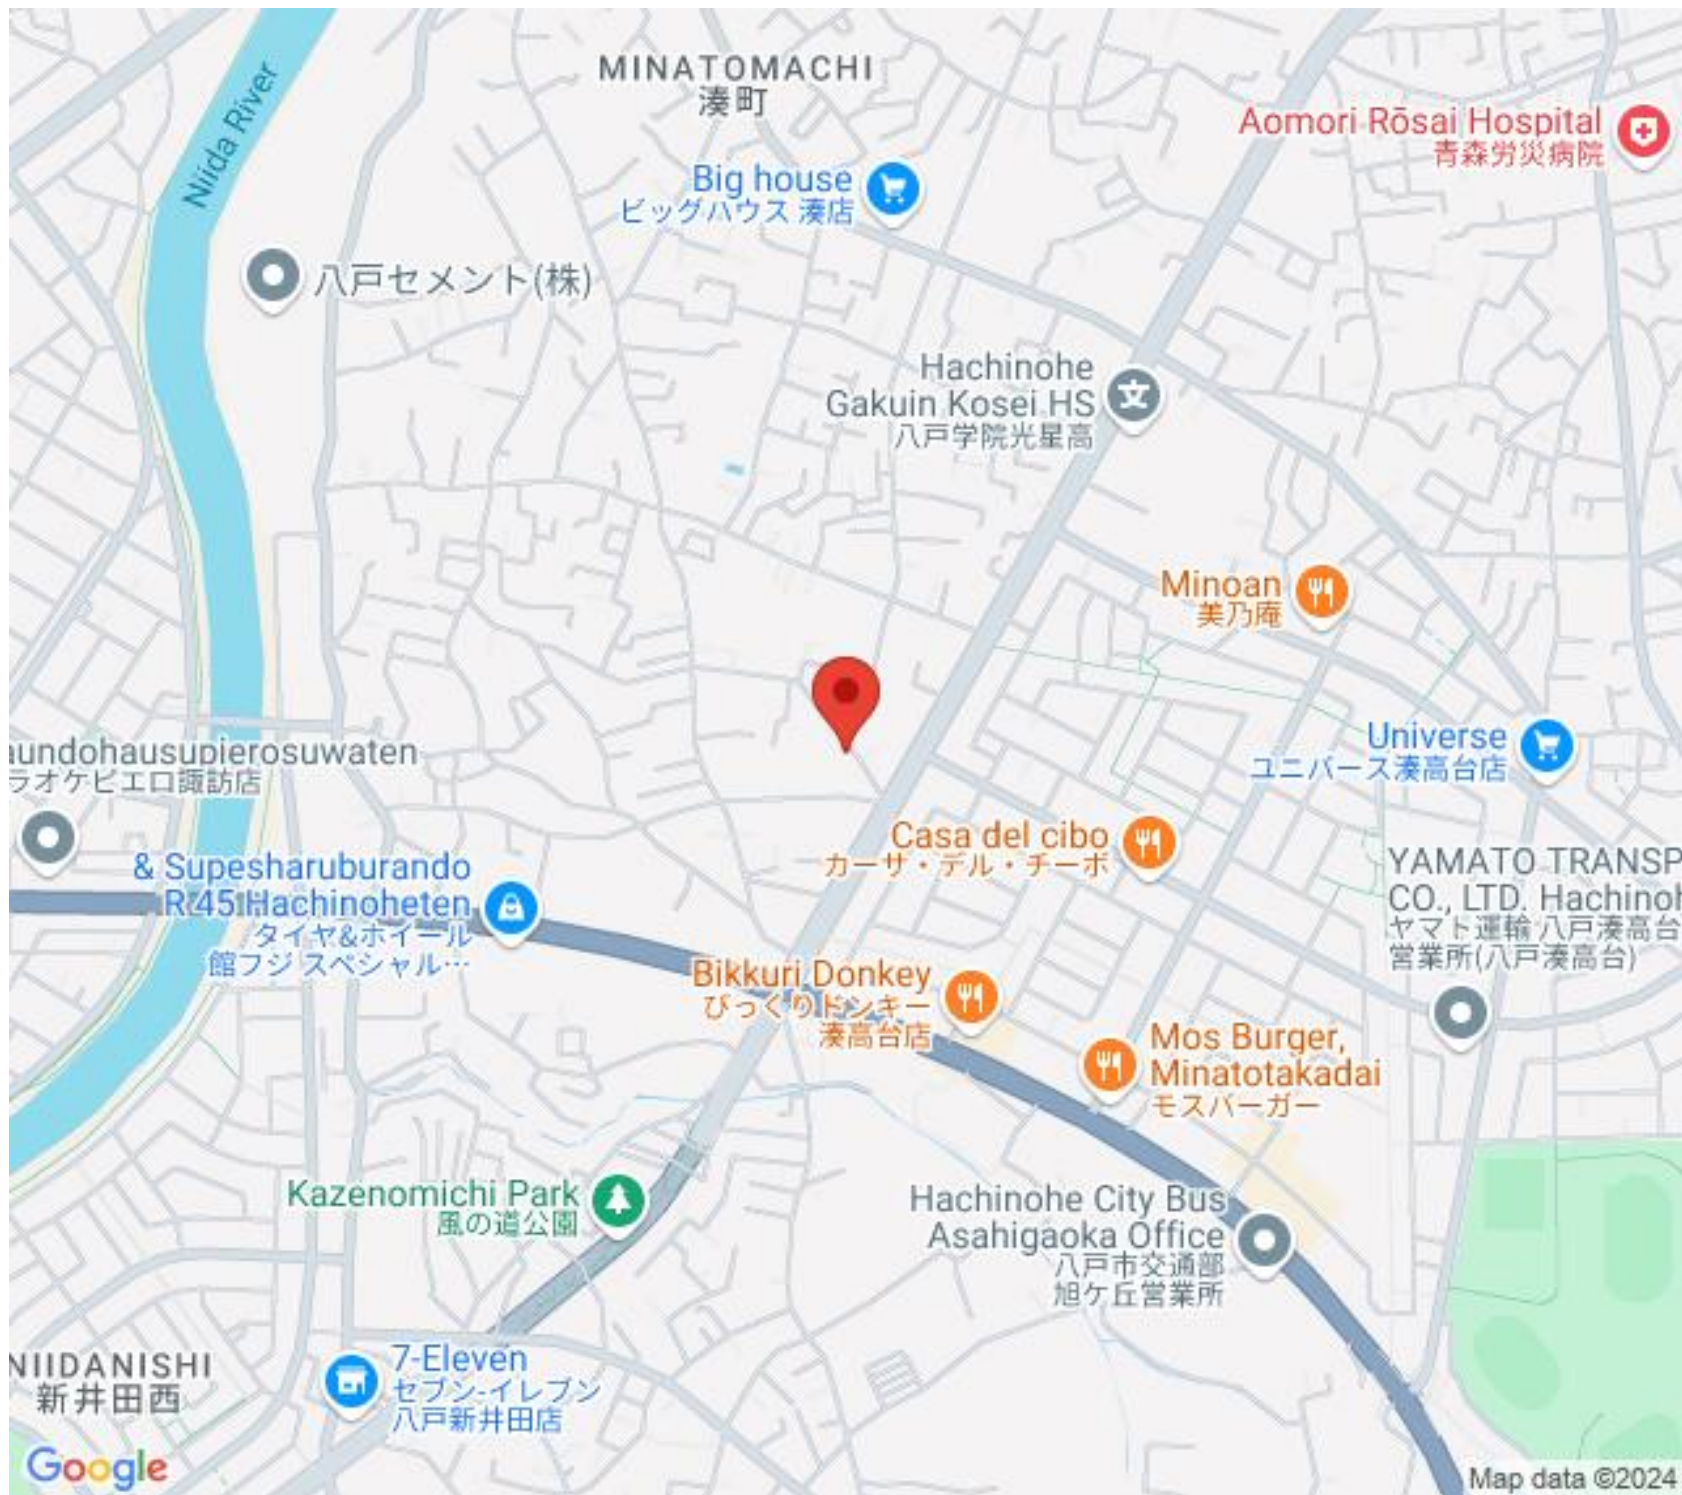 MINATOMACHI
湊町
Niida River
Aomori Rōsai Hospital
青森労災病院
Big house
ビッグハウス 湊店
八戸セメント(株)
Hachinohe
Gakuin Kosei HS
八戸学院光星高
Minoan
美乃庵
Universe
ユニバース湊高台店
aundohausupierosuwaten
ラオケピエロ諏訪店
Casa del cibo
カーサ・デル・チーボ
& Supesharuburando
R 45 Hachinoheten
タイヤ&ホイール
館フジ スペシャル…
YAMATO TRANSP
CO., LTD. Hachinoh
ヤマト運輸 八戸湊高台
営業所(八戸湊高台)
Bikkuri Donkey
びっくりドンキー
湊高台店
Mos Burger,
Minatotakadai
モスバーガー
Kazenomichi Park
風の道公園
Hachinohe City Bus
Asahigaoka Office
八戸市交通部
旭ケ丘営業所
NIIDANISHI
新井田西
7-Eleven
セブン-イレブン
八戸新井田店
Google
Map data ©2024